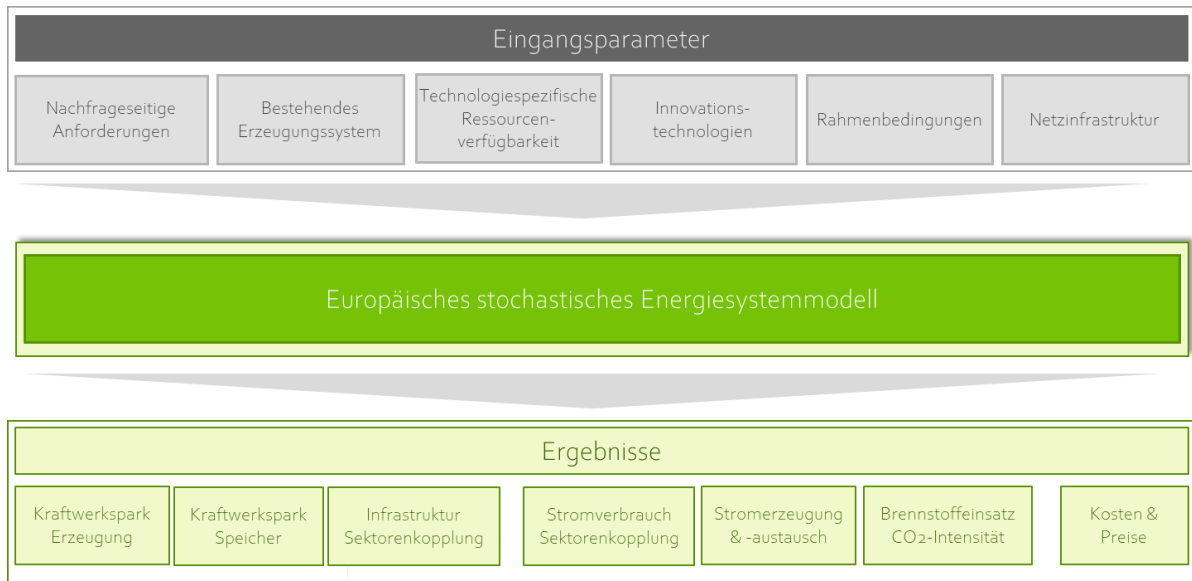 Eingangsparameter
Nachfrageseitige
Anforderungen
Bestehendes
Erzeugungssystem
Technologiespezifische
Ressourcen-
verfügbarkeit
Innovations-
technologien
Rahmenbedingungen
Netzinfrastruktur
Europäisches stochastisches Energiesystemmodell
Ergebnisse
Kraftwerkspark
Erzeugung
Kraftwerkspark
Speicher
Infrastruktur
Sektorenkopplung
Stromverbrauch
Sektorenkopplung
Stromerzeugung
& -austausch
Brennstoffeinsatz
CO2-Intensität
Kosten &
Preise